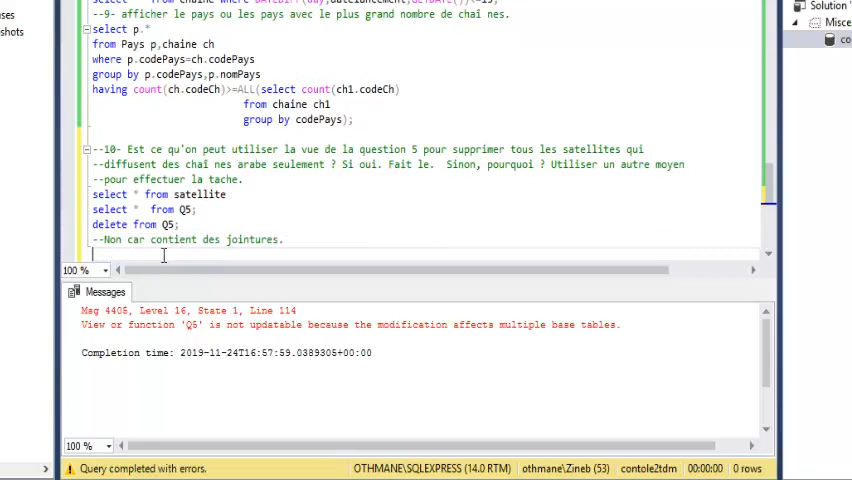 uses
shots
--9- afficher le pays ou les pays avec le plus grand nombre de chaî nes.
select p.*
from Pays p,chaine ch
where p.codePays=ch.codePays
group by p.codePays,p.nomPays
having count(ch.codeCh)>=ALL(select count(ch1.codeCh)
from chaine ch1
group by codePays);
--10- Est ce qu'on peut utiliser la vue de la question 5 pour supprimer tous les satellites qui
--diffusent des chaî nes arabe seulement ? Si oui. Fait le.  Sinon, pourquoi ? Utiliser un autre moyen
--pour effectuer la tache.
select * from satellite
select *  from Q5;
delete from Q5;
--Non car contient des jointures.
100 %
Messages
Msg 4405, Level 16, State 1, Line 114
View or function 'Q5' is not updatable because the modification affects multiple base tables.
Completion time: 2019-11-24T16:57:59.0389305+00:00
100 %
Query completed with errors.
OTHMANE\SQLEXPRESS (14.0 RTM)
othmane\Zineb (53)
contole2tdm
00:00:00
0 rows
Solution
Misce
co